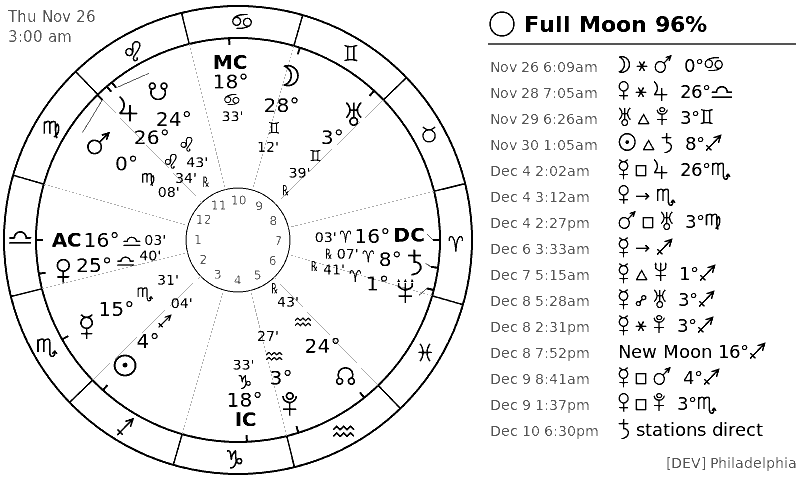 Thu Nov 26
3:00 am
MC
18°
♋
33'
☽
28°
♊
12'
♅
3°
♊
39'
℞
☋
24°
♌
43'
℞
♃
26°
♌
34'
♂
0°
♍
08'
AC 16° ♎ 03'
♀ 25° ♎ 40'
☿ 15° ♏ 31'
☉ 4° ♐ 04'
03' ♈ 16° DC
℞ 07' ♈ 8° ♄
℞ 41' ♈ 1° ♆
℞
43'
♒
24°
☊
27'
♒
3°
♇
33'
♑
18°
IC
♋
♊
♉
♈
♓
♒
♑
♐
♏
♎
♍
♌
1
2
3
4
5
6
7
8
9
10
11
12
Full Moon 96%
Nov 26 6:09am ☽ ⚹ ♂ 0°♋
Nov 28 7:05am ♀ ⚹ ♃ 26°♎
Nov 29 6:26am ♅ △ ♇ 3°♊
Nov 30 1:05am ☉ △ ♄ 8°♐
Dec 4 2:02am ☿ □ ♃ 26°♏
Dec 4 3:12am ♀ → ♏
Dec 4 2:27pm ♂ □ ♅ 3°♍
Dec 6 3:33am ☿ → ♐
Dec 7 5:15am ☿ △ ♆ 1°♐
Dec 8 5:28am ☿ ☍ ♅ 3°♐
Dec 8 2:31pm ☿ ⚹ ♇ 3°♐
Dec 8 7:52pm New Moon 16°♐
Dec 9 8:41am ☿ □ ♂ 4°♐
Dec 9 1:37pm ♀ □ ♇ 3°♏
Dec 10 6:30pm ♄ stations direct
[DEV] Philadelphia